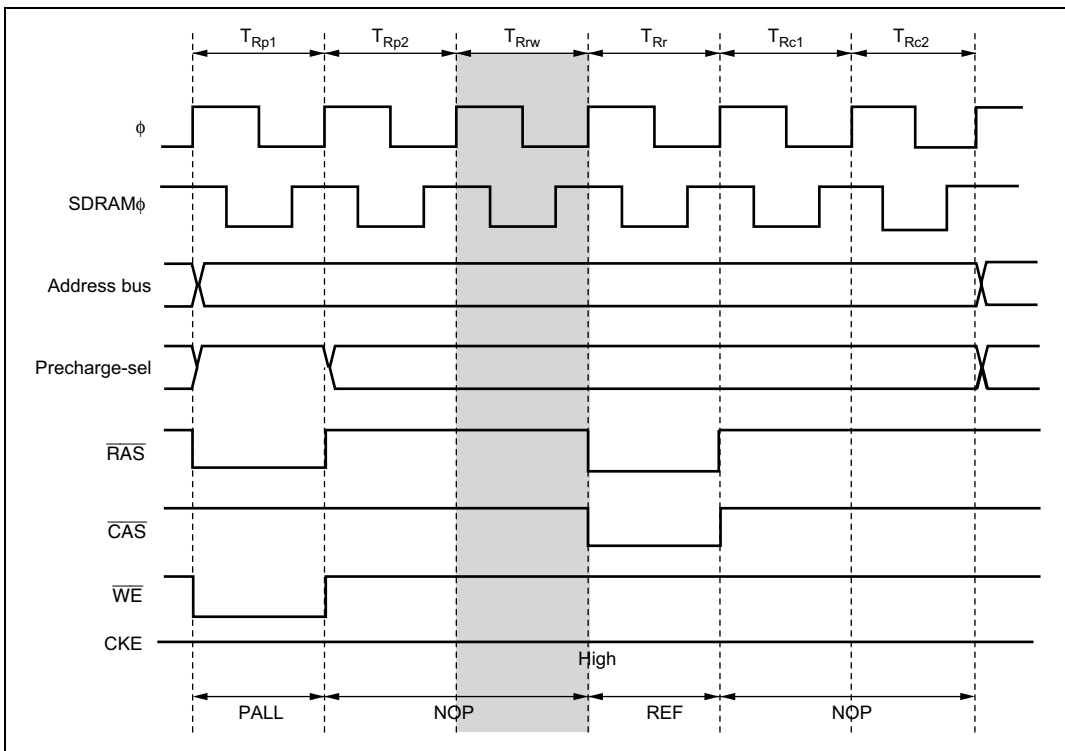 TRp1 TRp2 TRrw TRr TRc1 TRc2
ϕ
SDRAMϕ
Address bus
Precharge-sel
RAS
CAS
WE
CKE
High
PALL NOP REF NOP